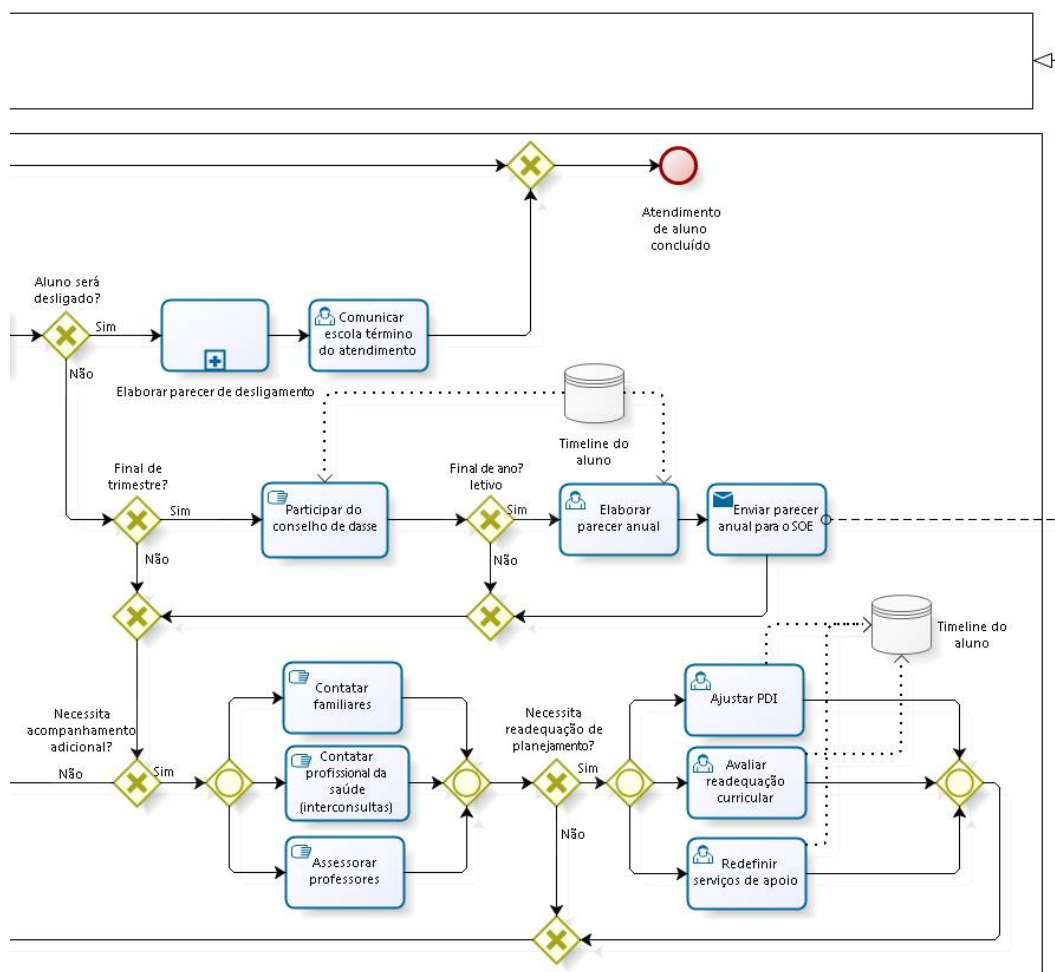 Atendimento
de aluno
concluído
Aluno será
desligado?
Sim
Não
Elaborar parecer de desligamento
Comunicar
escola término
do atendimento
Timeline do
aluno
Final de
trimestre?
Sim
Não
Participar do
conselho de classe
Final de ano?
letivo
Sim
Não
Elaborar
parecer anual
Enviar parecer
anual para o SOE
Timeline do
aluno
Necessita
acompanhamento
adicional?
Não
Sim
Contatar
familiares
Contatar
profissional da
saúde
(interconsultas)
Assessorar
professores
Necessita
readequação de
planejamento?
Sim
Não
Ajustar PDI
Avaliar
readequação
curricular
Redefinir
serviços de apoio